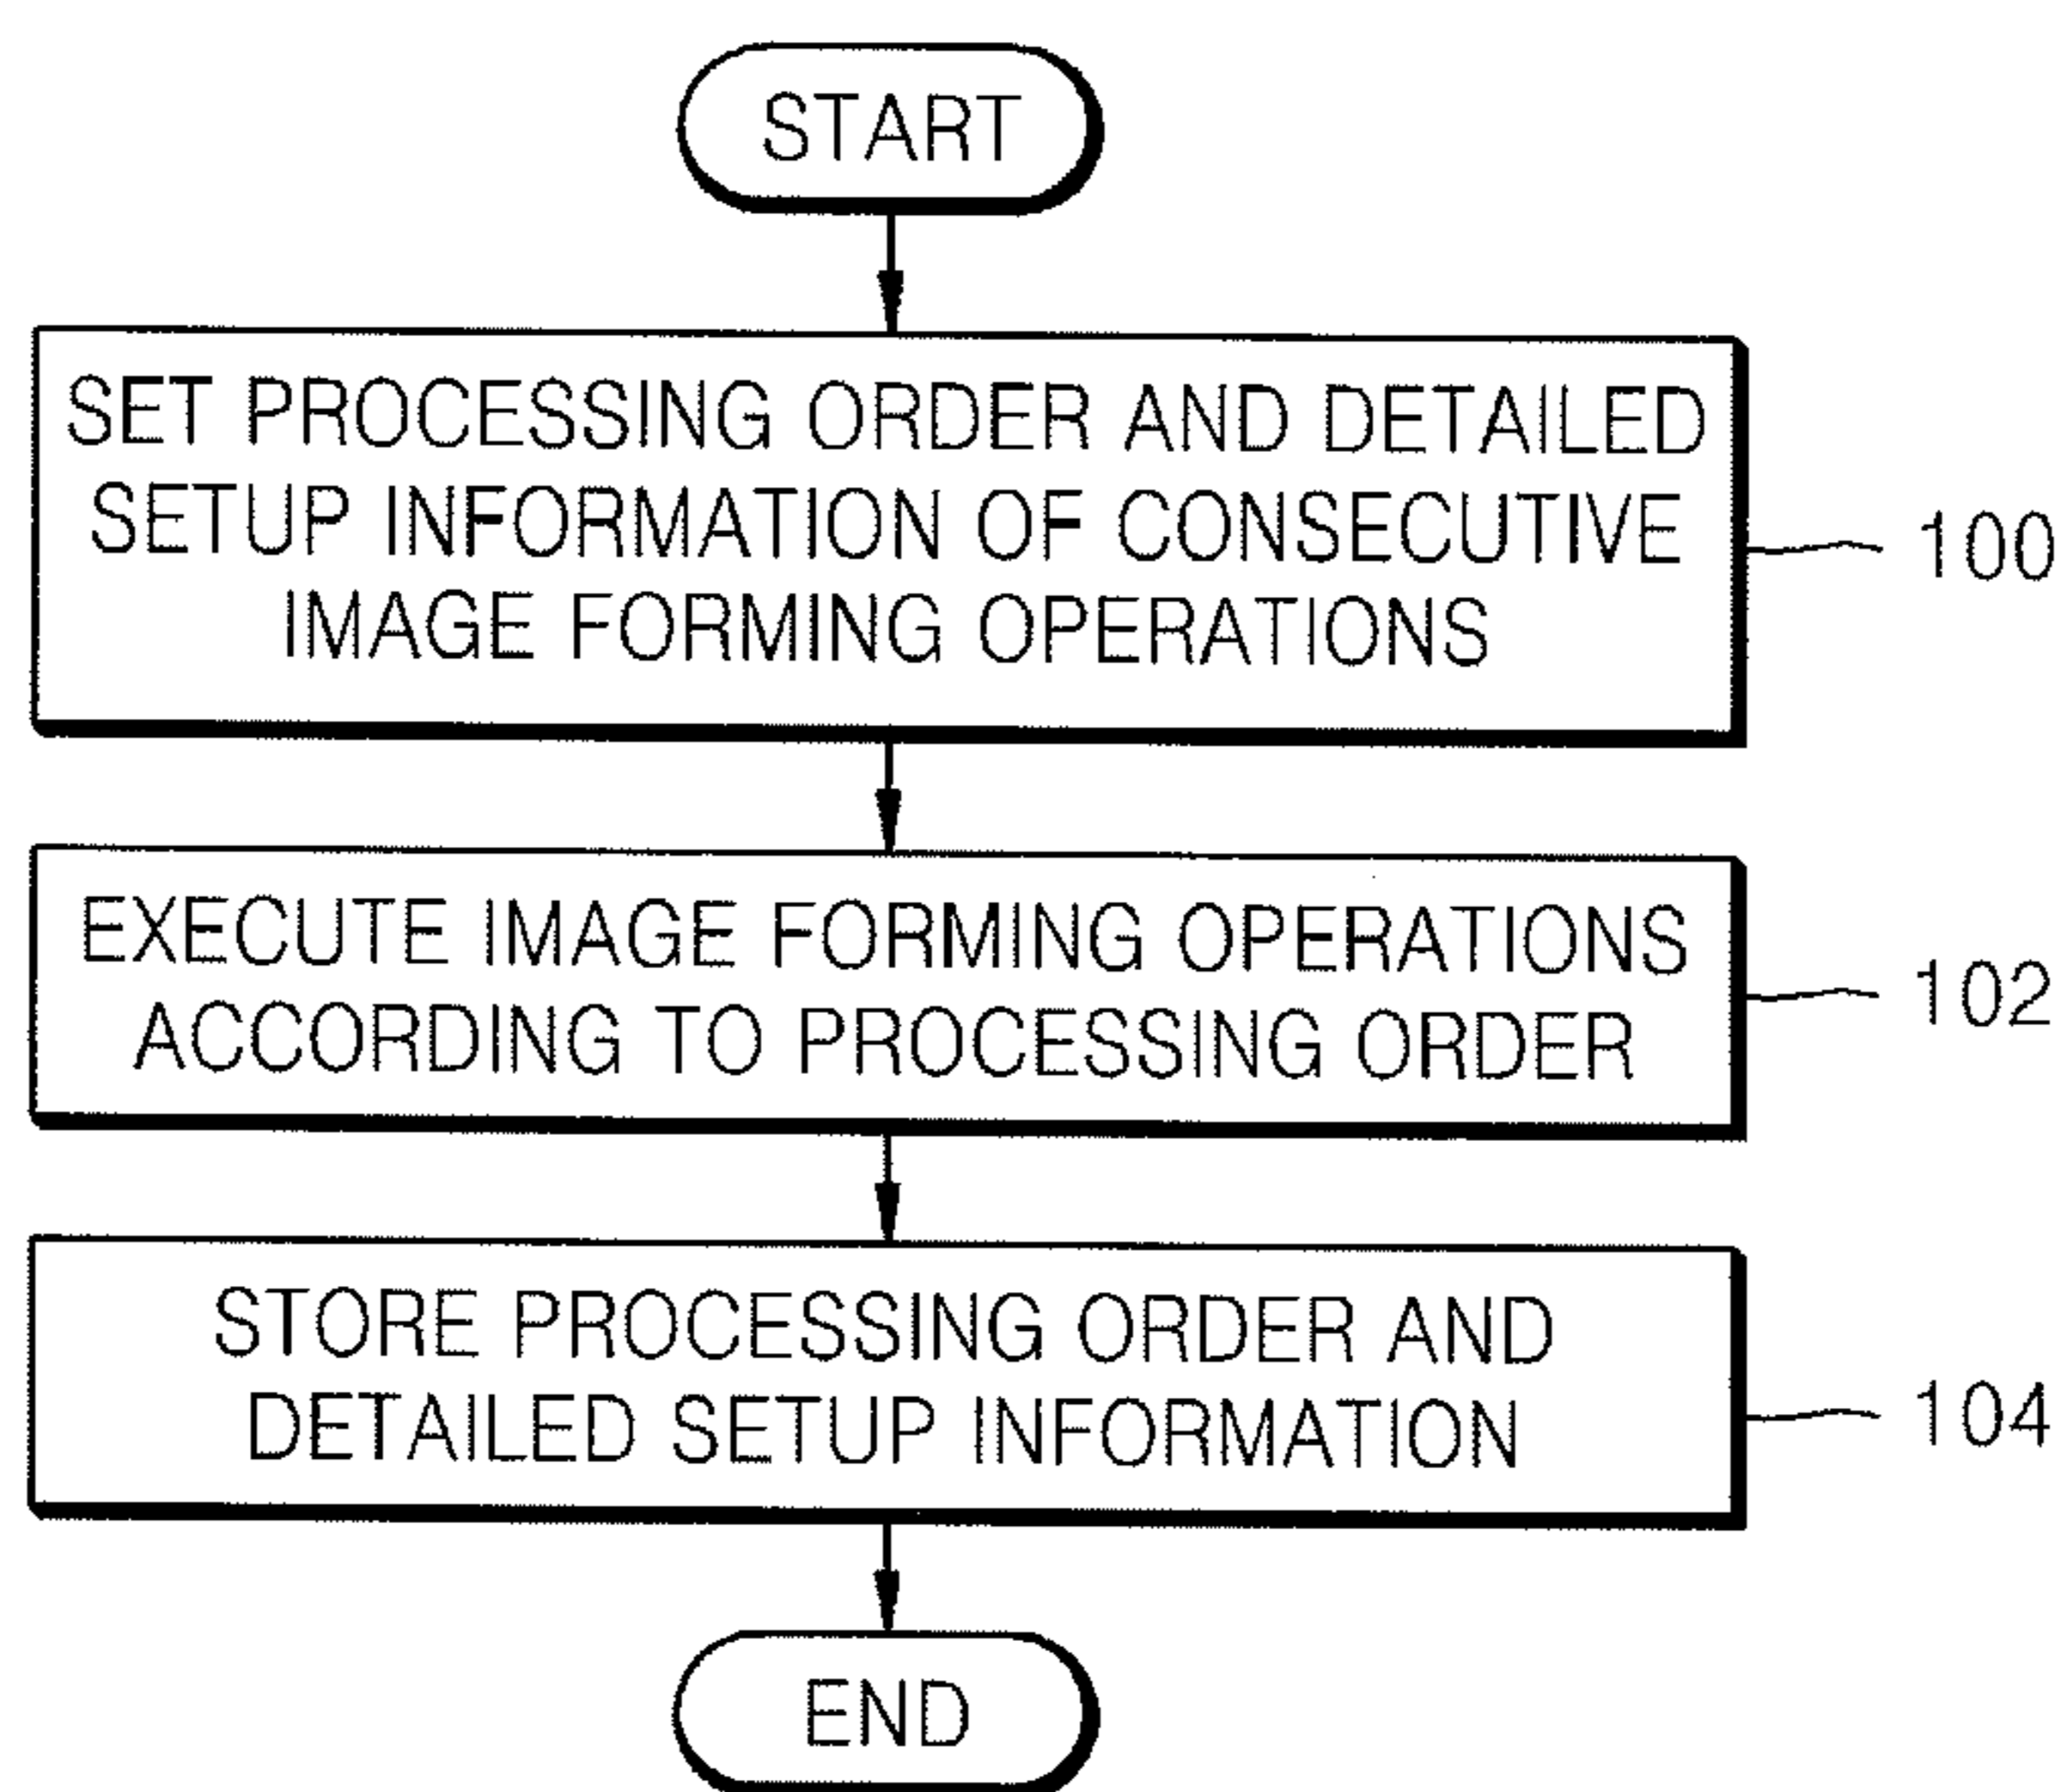 START
SET PROCESSING ORDER AND DETAILED
SETUP INFORMATION OF CONSECUTIVE
IMAGE FORMING OPERATIONS
100
EXECUTE IMAGE FORMING OPERATIONS
ACCORDING TO PROCESSING ORDER
102
STORE PROCESSING ORDER AND
DETAILED SETUP INFORMATION
104
END